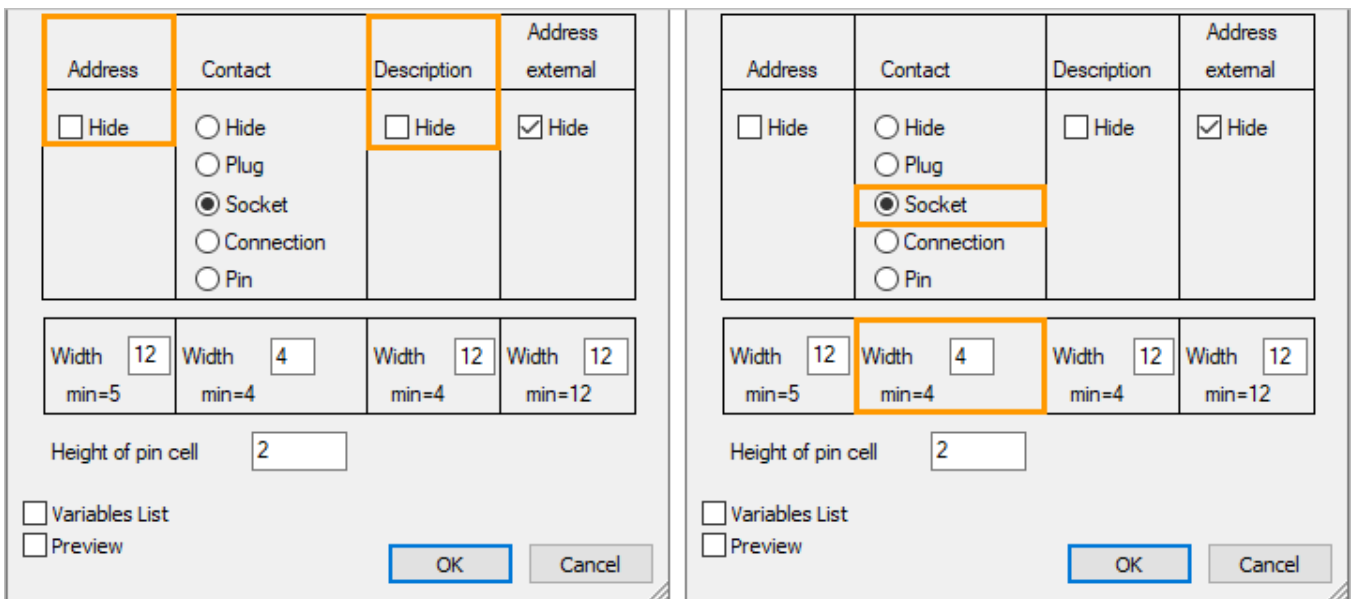 Address
Address Contact Description external
Hide Hide Hide Hide
Plug
Socket
Connection
Pin
Width 12 Width 4 Width 12 Width 12
min=5 min=4 min=4 min=12
Height of pin cell 2
Variables List
Preview
OK Cancel
Address
Address Contact Description external
Hide Hide Hide Hide
Plug
Socket
Connection
Pin
Width 12 Width 4 Width 12 Width 12
min=5 min=4 min=4 min=12
Height of pin cell 2
Variables List
Preview
OK Cancel